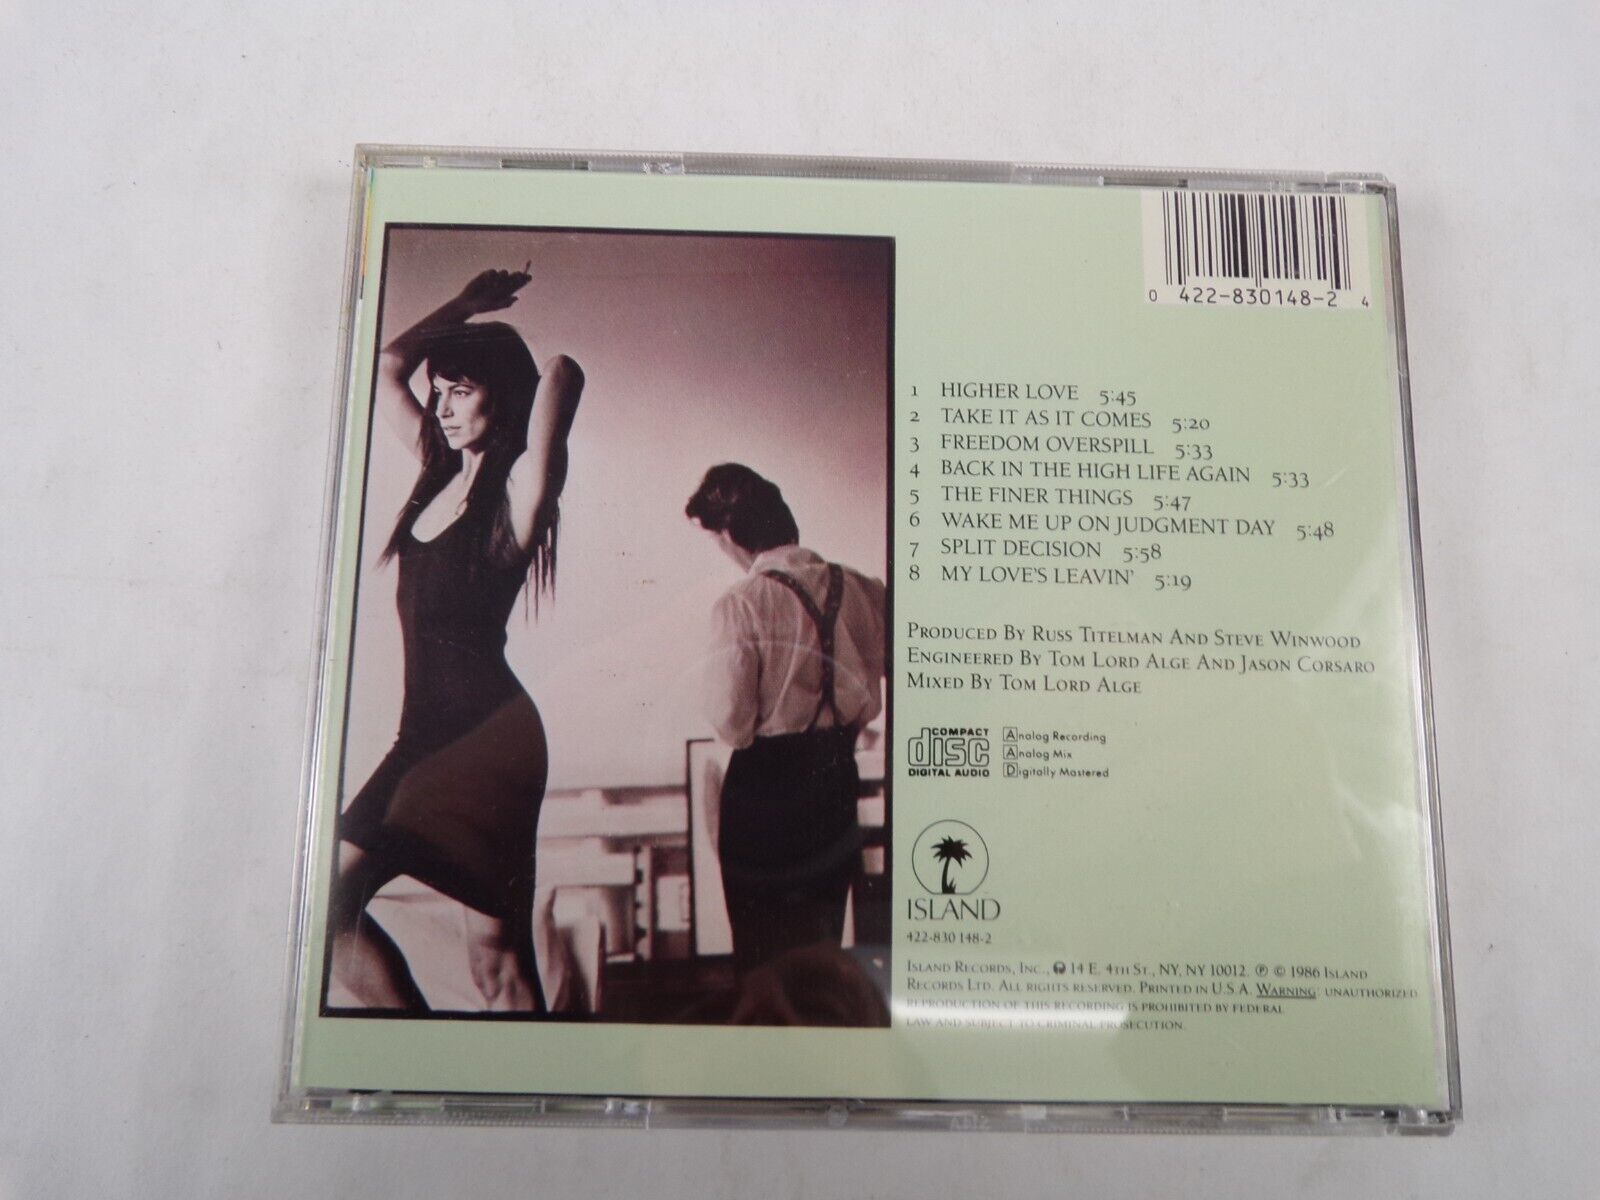 0 422-830148-2 4
1 HIGHER LOVE 5:45
2 TAKE IT AS IT COMES 5:20
3 FREEDOM OVERSPILL 5:33
4 BACK IN THE HIGH LIFE AGAIN 5:33
5 THE FINER THINGS 5:47
6 WAKE ME UP ON JUDGMENT DAY 5:48
7 SPLIT DECISION 5:58
8 MY LOVE'S LEAVIN' 5:19
PRODUCED BY RUSS TITELMAN AND STEVE WINWOOD
ENGINEERED BY TOM LORD ALGE AND JASON CORSARO
MIXED BY TOM LORD ALGE
COMPACT
disc
DIGITAL AUDIO
Analog Recording
Analog Mix
Digitally Mastered
ISLAND
422-830 148-2
ISLAND RECORDS, INC., 14 E. 4TH ST., NY, NY 10012. ℗ © 1986 ISLAND
RECORDS LTD. ALL RIGHTS RESERVED. PRINTED IN U.S.A. WARNING: UNAUTHORIZED
REPRODUCTION OF THIS RECORDING IS PROHIBITED BY FEDERAL
LAW AND SUBJECT TO CRIMINAL PROSECUTION.